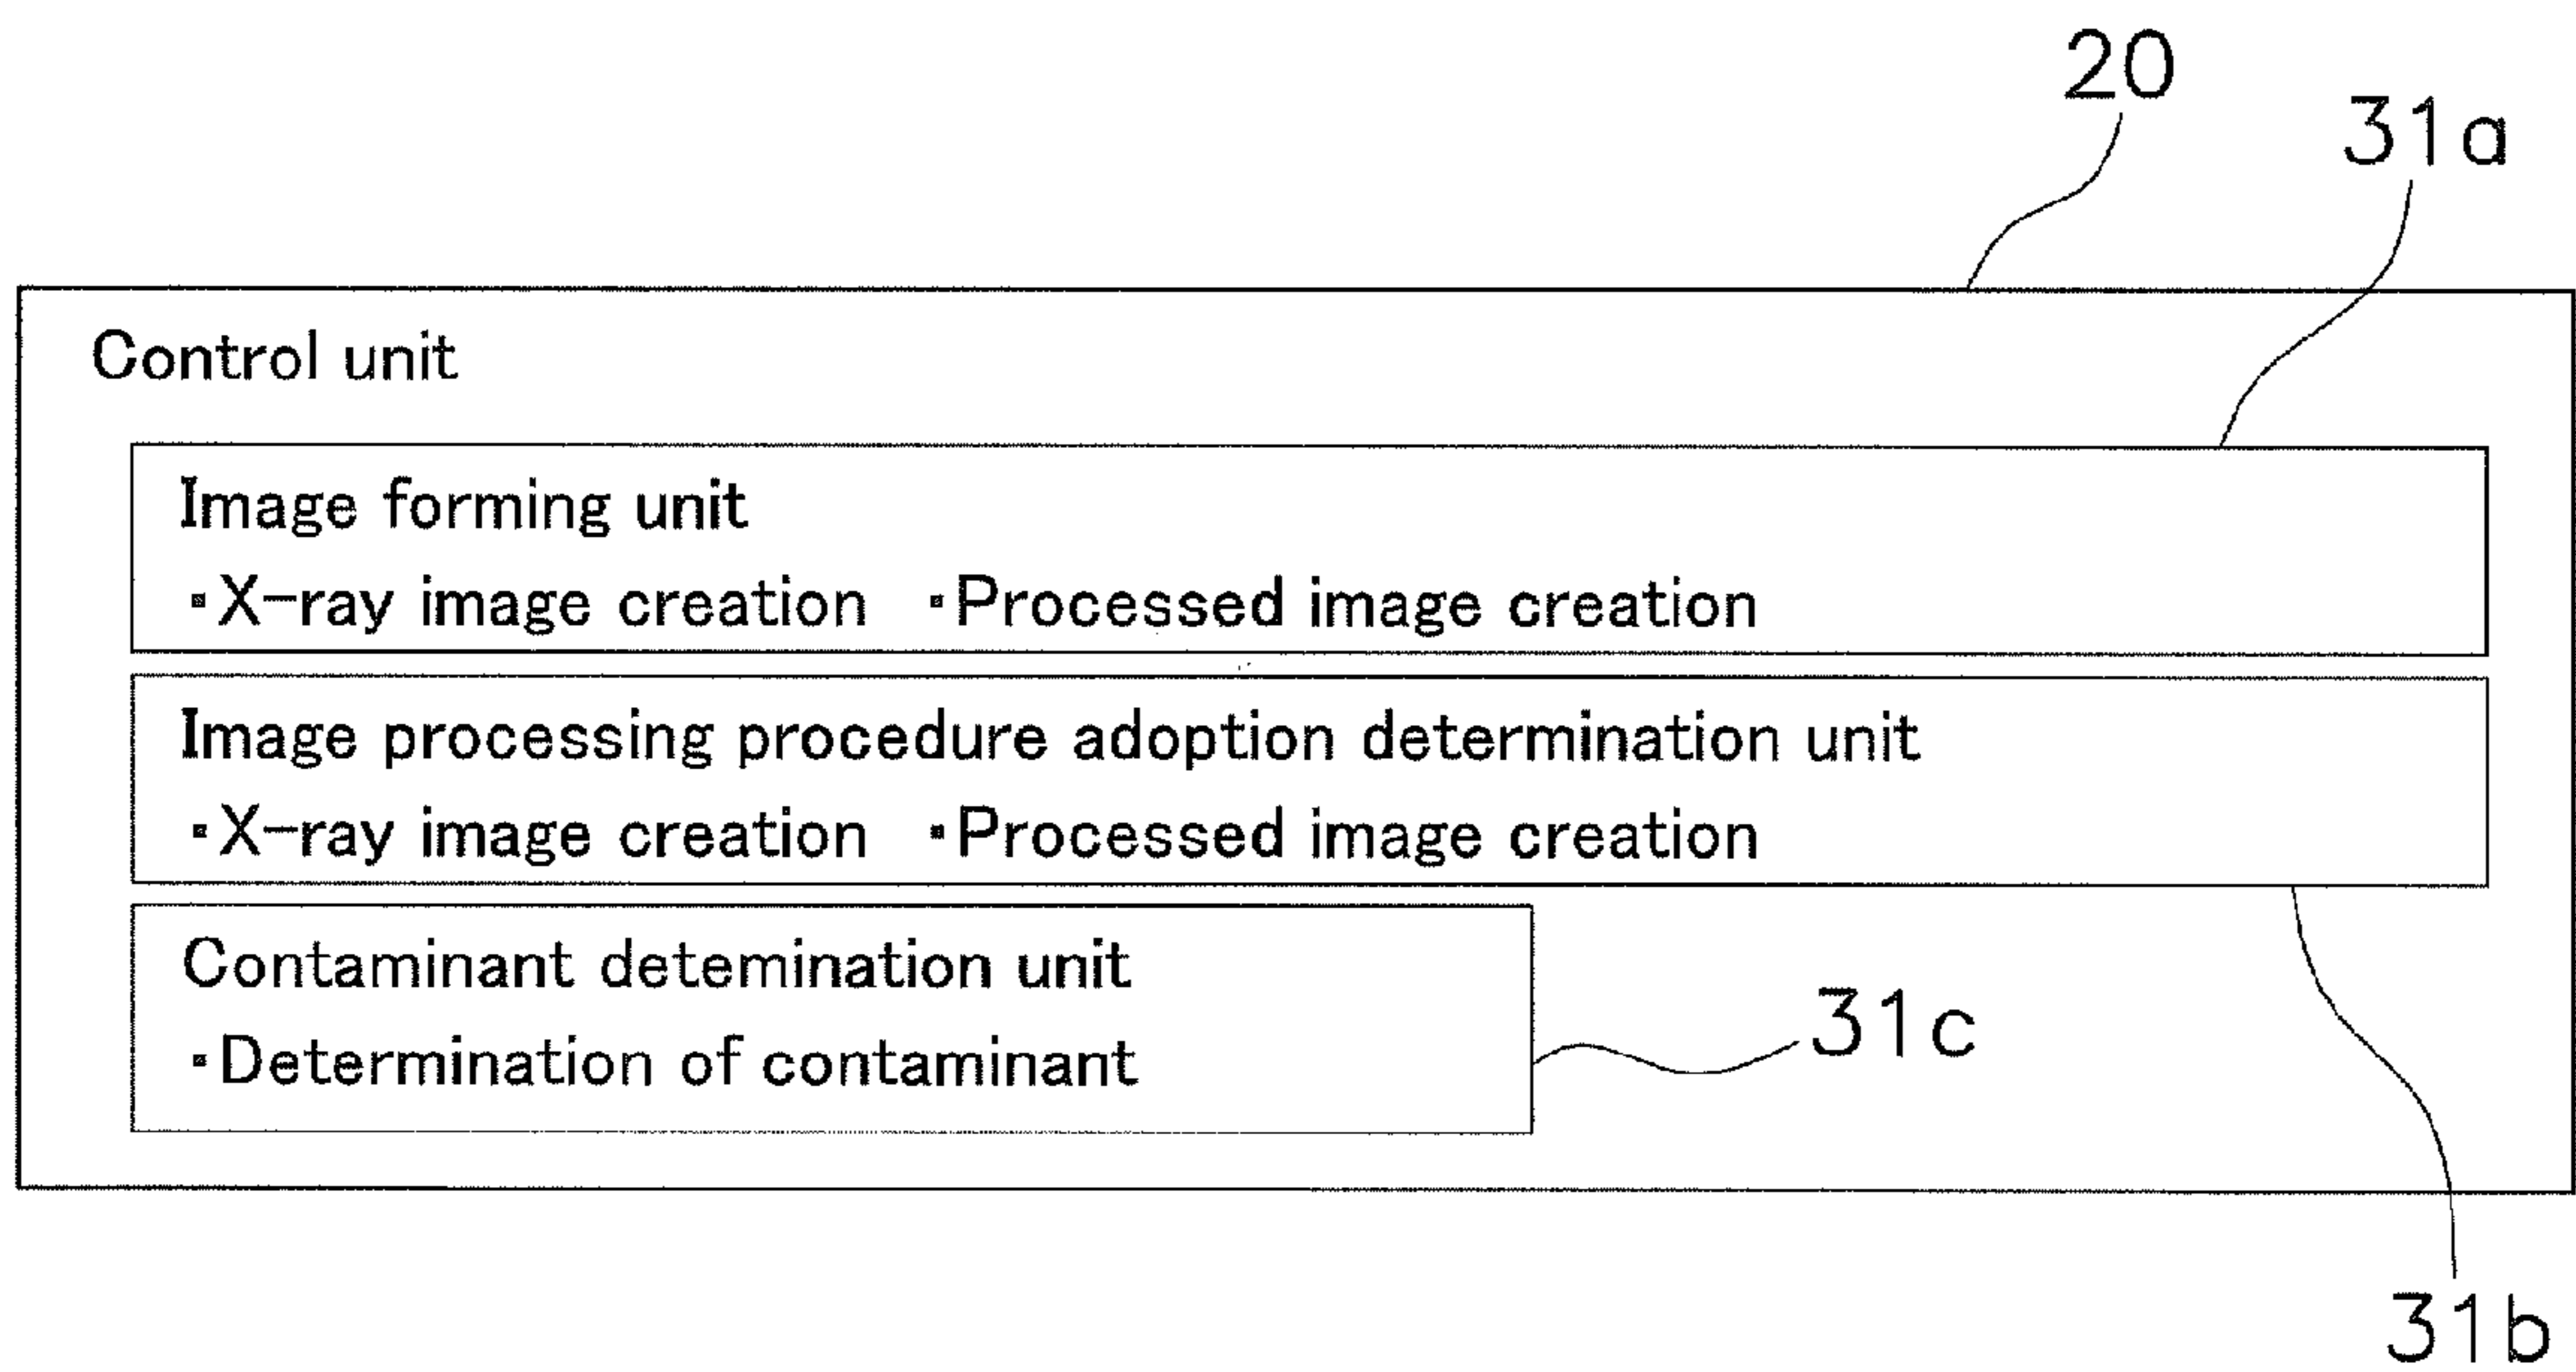 20
31a
Control unit
Image forming unit
・X-ray image creation ・Processed image creation
Image processing procedure adoption determination unit
・X-ray image creation ・Processed image creation
Contaminant detemination unit
・Determination of contaminant
31c
31b